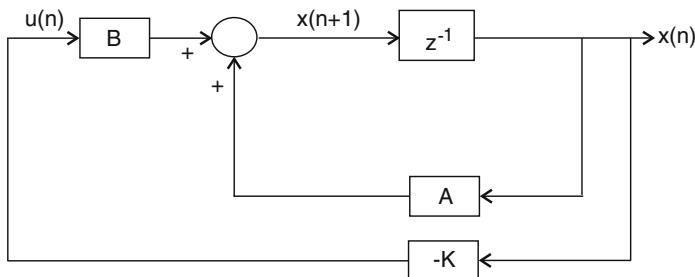 u(n)
B
+
x(n+1)
z-1
x(n)
+
A
-K